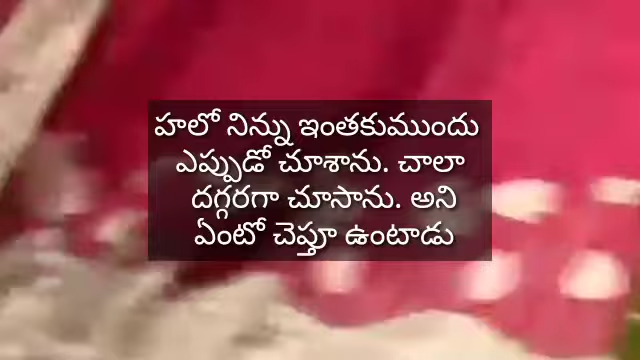 హలో నిన్ను ఇంతకుముందు
ఎప్పుడో చూశాను. చాలా
దగ్గరగా చూసాను. అని
ఏంటో చెప్తూ ఉంటాడు